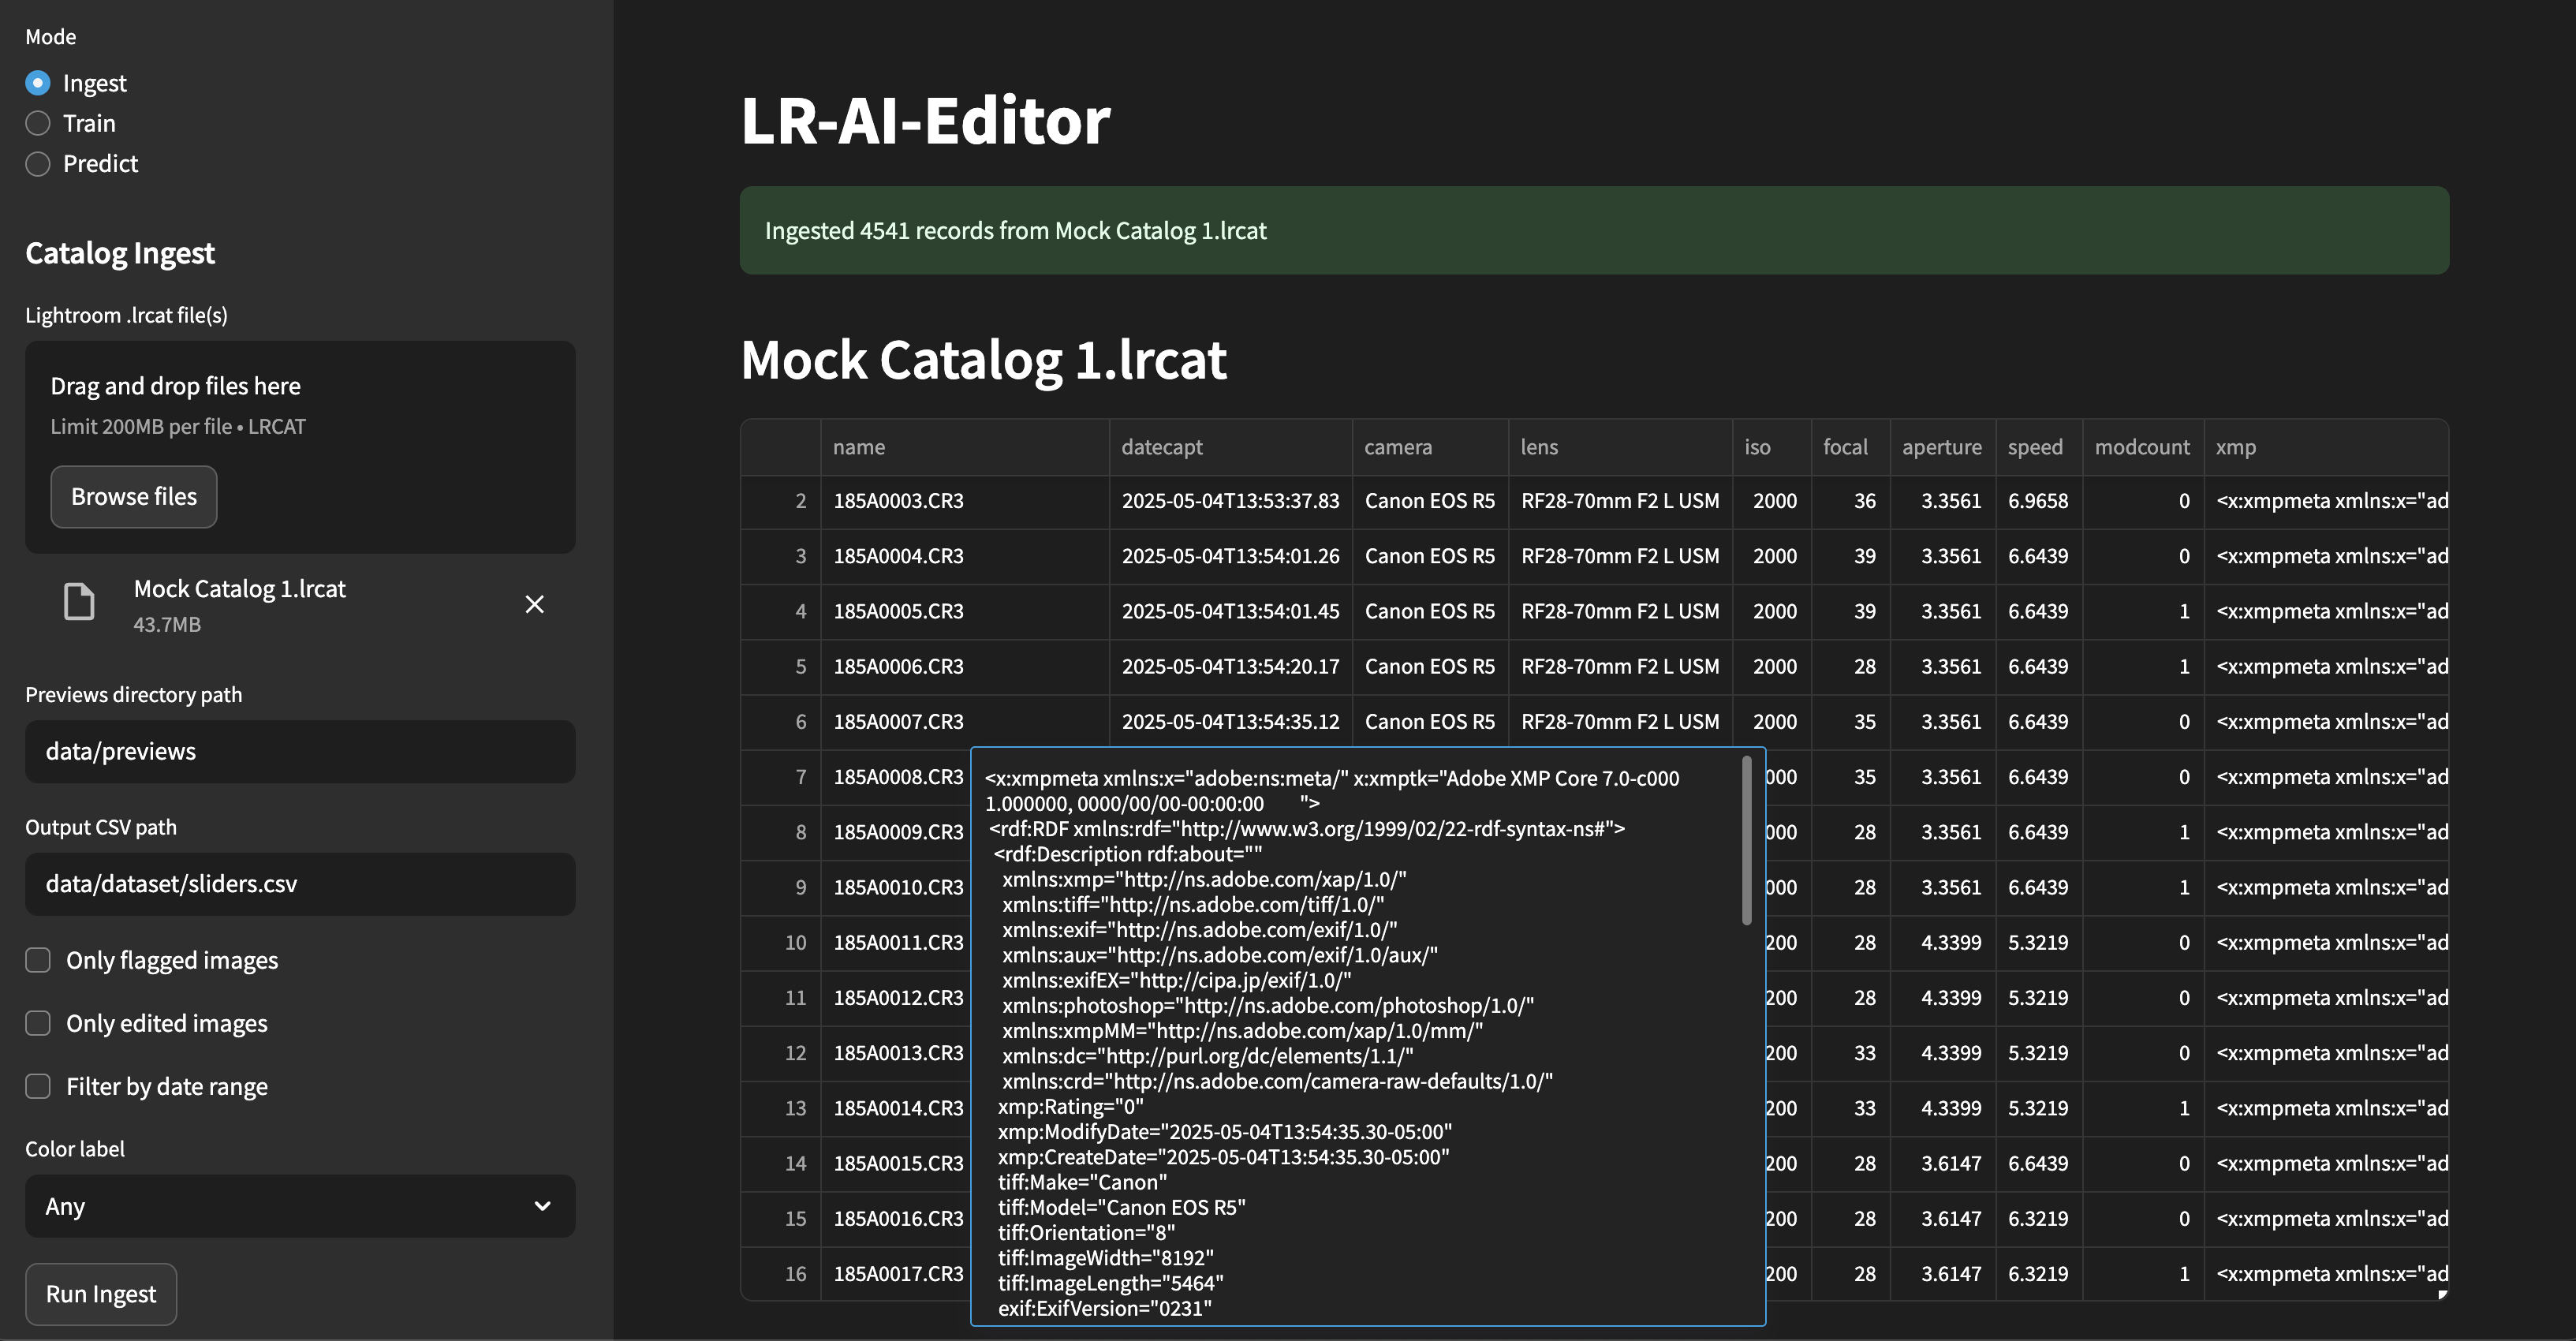 Mode
Ingest
Train
Predict
Catalog Ingest
Lightroom .lrcat file(s)
Drag and drop files here
Limit 200MB per file • LRCAT
Browse files
Mock Catalog 1.lrcat
43.7MB
Previews directory path
data/previews
Output CSV path
data/dataset/sliders.csv
Only flagged images
Only edited images
Filter by date range
Color label
Any
Run Ingest
LR-AI-Editor
Ingested 4541 records from Mock Catalog 1.lrcat
Mock Catalog 1.lrcat
name datecapt camera lens iso focal aperture speed modcount xmp
2 185A0003.CR3 2025-05-04T13:53:37.83 Canon EOS R5 RF28-70mm F2 L USM 2000 36 3.3561 6.9658 0 <x:xmpmeta xmlns:x="ad
3 185A0004.CR3 2025-05-04T13:54:01.26 Canon EOS R5 RF28-70mm F2 L USM 2000 39 3.3561 6.6439 0 <x:xmpmeta xmlns:x="ad
4 185A0005.CR3 2025-05-04T13:54:01.45 Canon EOS R5 RF28-70mm F2 L USM 2000 39 3.3561 6.6439 1 <x:xmpmeta xmlns:x="ad
5 185A0006.CR3 2025-05-04T13:54:20.17 Canon EOS R5 RF28-70mm F2 L USM 2000 28 3.3561 6.6439 1 <x:xmpmeta xmlns:x="ad
6 185A0007.CR3 2025-05-04T13:54:35.12 Canon EOS R5 RF28-70mm F2 L USM 2000 35 3.3561 6.6439 0 <x:xmpmeta xmlns:x="ad
7 185A0008.CR3 000 35 3.3561 6.6439 0 <x:xmpmeta xmlns:x="ad
8 185A0009.CR3 000 28 3.3561 6.6439 1 <x:xmpmeta xmlns:x="ad
9 185A0010.CR3 000 28 3.3561 6.6439 1 <x:xmpmeta xmlns:x="ad
10 185A0011.CR3 200 28 4.3399 5.3219 0 <x:xmpmeta xmlns:x="ad
11 185A0012.CR3 200 28 4.3399 5.3219 0 <x:xmpmeta xmlns:x="ad
12 185A0013.CR3 200 33 4.3399 5.3219 0 <x:xmpmeta xmlns:x="ad
13 185A0014.CR3 200 33 4.3399 5.3219 1 <x:xmpmeta xmlns:x="ad
14 185A0015.CR3 200 28 3.6147 6.6439 0 <x:xmpmeta xmlns:x="ad
15 185A0016.CR3 200 28 3.6147 6.3219 0 <x:xmpmeta xmlns:x="ad
16 185A0017.CR3 200 28 3.6147 6.3219 1 <x:xmpmeta xmlns:x="ad
<x:xmpmeta xmlns:x="adobe:ns:meta/" x:xmptk="Adobe XMP Core 7.0-c000
1.000000, 0000/00/00-00:00:00 ">
<rdf:RDF xmlns:rdf="http://www.w3.org/1999/02/22-rdf-syntax-ns#">
<rdf:Description rdf:about=""
xmlns:xmp="http://ns.adobe.com/xap/1.0/"
xmlns:tiff="http://ns.adobe.com/tiff/1.0/"
xmlns:exif="http://ns.adobe.com/exif/1.0/"
xmlns:aux="http://ns.adobe.com/exif/1.0/aux/"
xmlns:exifEX="http://cipa.jp/exif/1.0/"
xmlns:photoshop="http://ns.adobe.com/photoshop/1.0/"
xmlns:xmpMM="http://ns.adobe.com/xap/1.0/mm/"
xmlns:dc="http://purl.org/dc/elements/1.1/"
xmlns:crd="http://ns.adobe.com/camera-raw-defaults/1.0/"
xmp:Rating="0"
xmp:ModifyDate="2025-05-04T13:54:35.30-05:00"
xmp:CreateDate="2025-05-04T13:54:35.30-05:00"
tiff:Make="Canon"
tiff:Model="Canon EOS R5"
tiff:Orientation="8"
tiff:ImageWidth="8192"
tiff:ImageLength="5464"
exif:ExifVersion="0231"